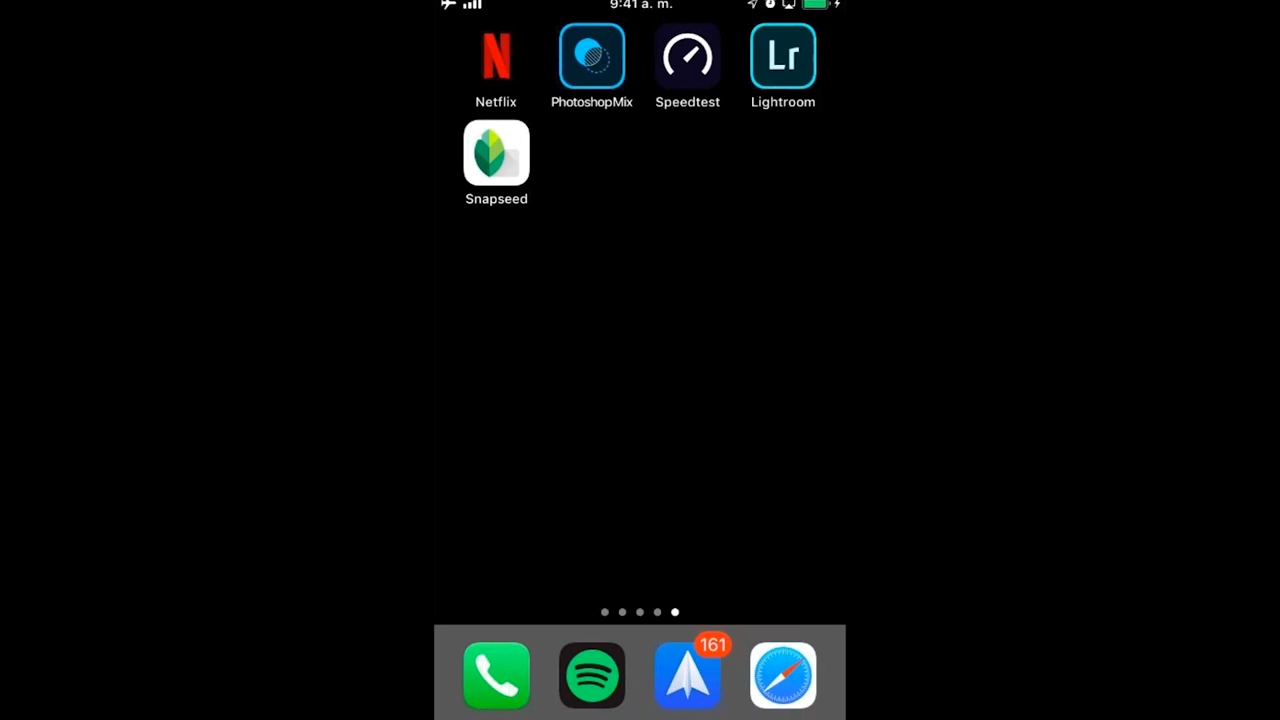 9:41 a. m.
Netflix
PhotoshopMix
Speedtest
Lr
Lightroom
Snapseed
161